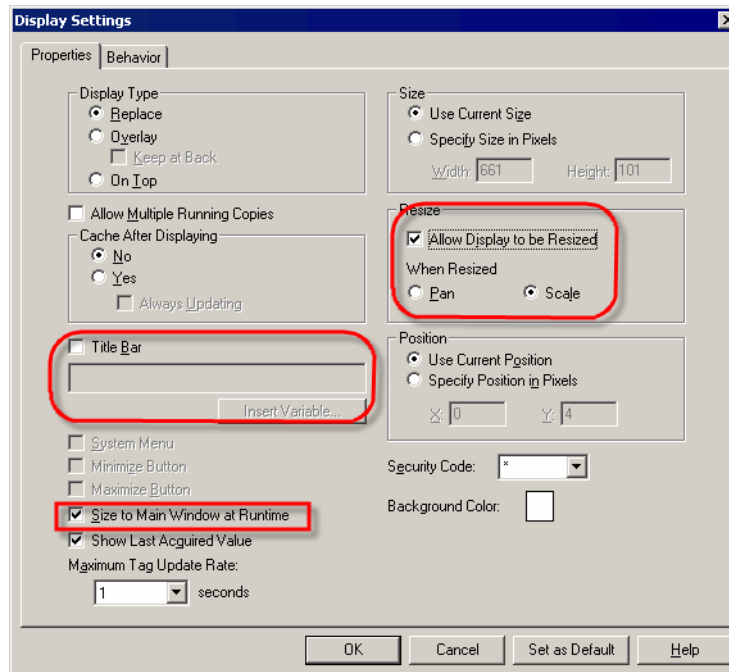 Display Settings
Properties
Behavior
Display Type
Replace
Overlay
Keep at Back
On Top
Allow Multiple Running Copies
Cache After Displaying
No
Yes
Always Updating
Title Bar
Insert Variable...
System Menu
Minimize Button
Maximize Button
Size to Main Window at Runtime
Show Last Acquired Value
Maximum Tag Update Rate:
1 seconds
Size
Use Current Size
Specify Size in Pixels
Width: 661 Height: 101
Resize
Allow Display to be Resized
When Resized
Pan Scale
Position
Use Current Position
Specify Position in Pixels
X: 0 Y: 4
Security Code: *
Background Color:
OK Cancel Set as Default Help